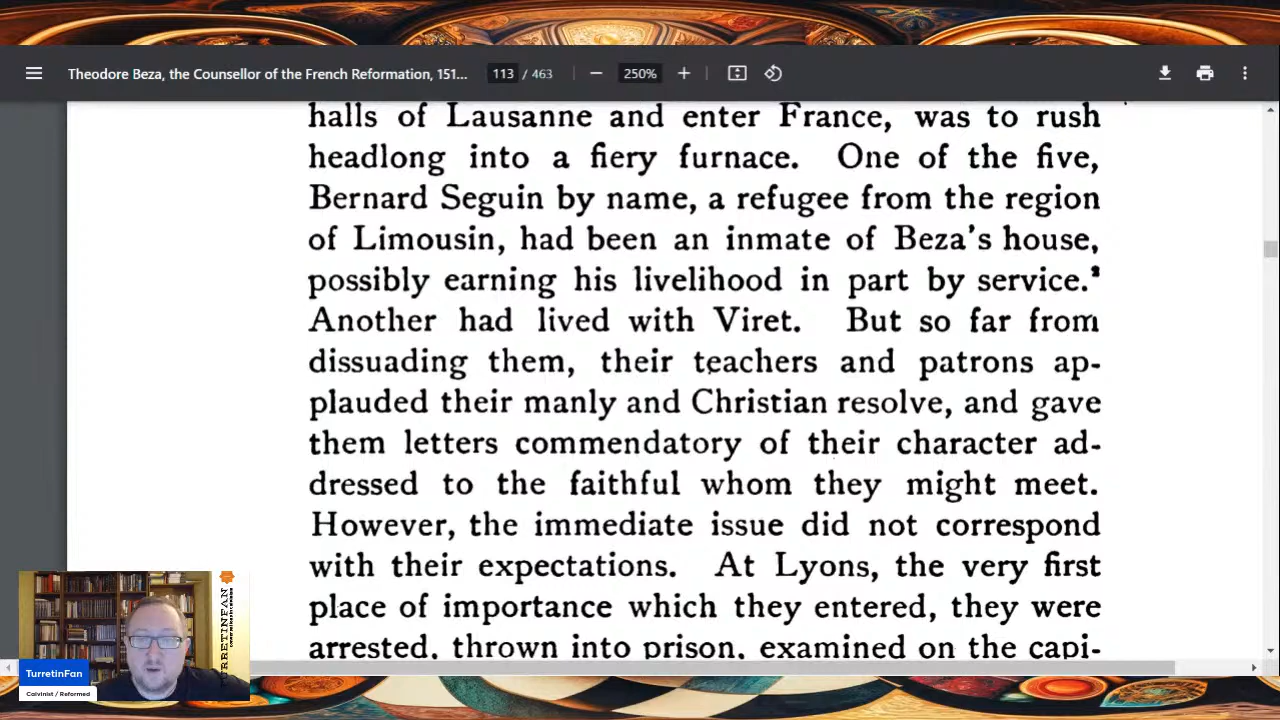 Theodore Beza, the Counsellor of the French Reformation, 151...
113 / 463
250%
halls of Lausanne and enter France, was to rush
headlong into a fiery furnace. One of the five,
Bernard Seguin by name, a refugee from the region
of Limousin, had been an inmate of Beza's house,
possibly earning his livelihood in part by service.²
Another had lived with Viret. But so far from
dissuading them, their teachers and patrons ap-
plauded their manly and Christian resolve, and gave
them letters commendatory of their character ad-
dressed to the faithful whom they might meet.
However, the immediate issue did not correspond
with their expectations. At Lyons, the very first
place of importance which they entered, they were
arrested, thrown into prison, examined on the capi-
TURRETINFAN
TurretinFan
Calvinist / Reformed